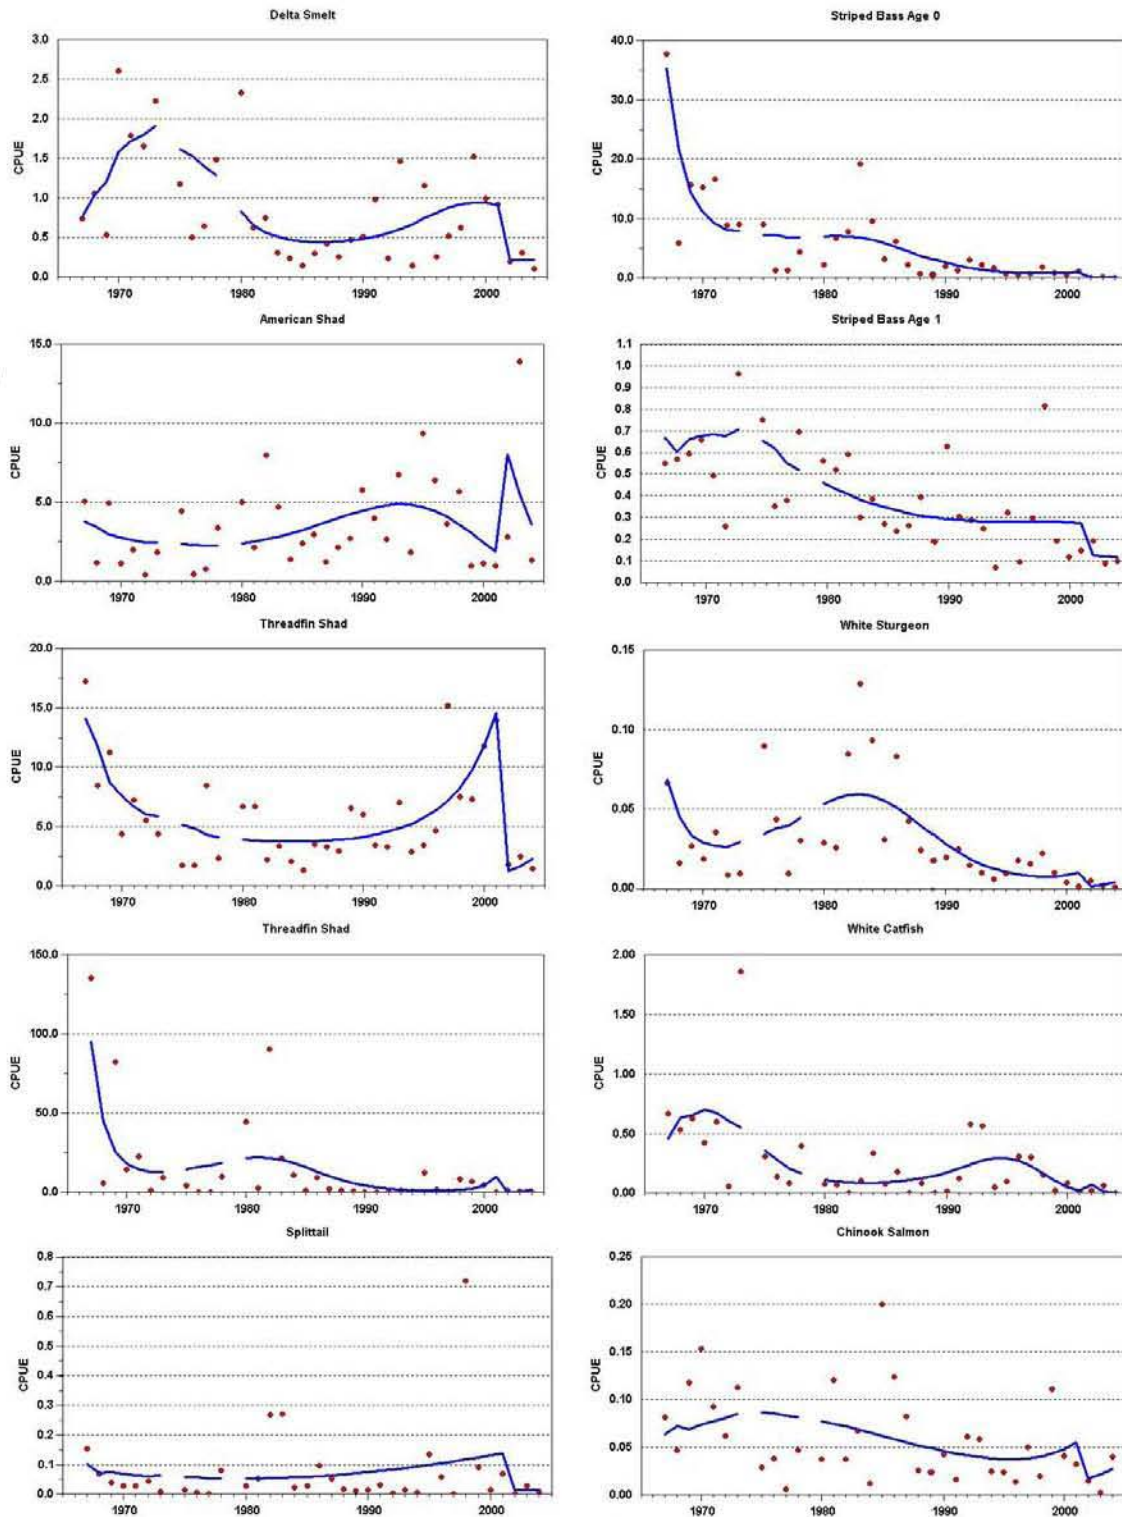 Delta Smelt
3.0
2.5
2.0
1.5
1.0
0.5
0.0
CPUE
1970 1980 1990 2000
Striped Bass Age 0
40.0
30.0
20.0
10.0
0.0
CPUE
1970 1980 1990 2000
American Shad
15.0
10.0
5.0
0.0
CPUE
1970 1980 1990 2000
Striped Bass Age 1
1.1
1.0
0.9
0.8
0.7
0.6
0.5
0.4
0.3
0.2
0.1
0.0
CPUE
1970 1980 1990 2000
Threadfin Shad
20.0
15.0
10.0
5.0
0.0
CPUE
1970 1980 1990 2000
White Sturgeon
0.15
0.10
0.05
0.00
CPUE
1970 1980 1990 2000
Threadfin Shad
150.0
100.0
50.0
0.0
CPUE
1970 1980 1990 2000
White Catfish
2.00
1.50
1.00
0.50
0.00
CPUE
1970 1980 1990 2000
Splittail
0.8
0.7
0.6
0.5
0.4
0.3
0.2
0.1
0.0
CPUE
1970 1980 1990 2000
Chinook Salmon
0.25
0.20
0.15
0.10
0.05
0.00
CPUE
1970 1980 1990 2000